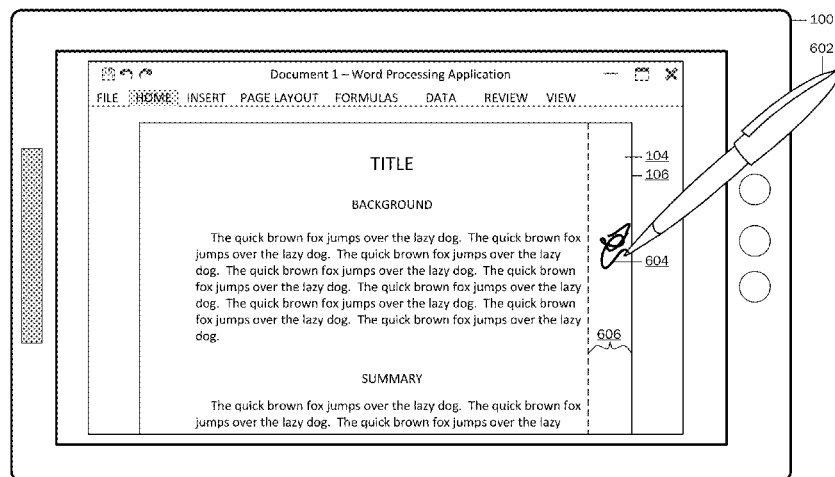 100
602
Document 1 – Word Processing Application
FILE HOME INSERT PAGE LAYOUT FORMULAS DATA REVIEW VIEW
TITLE
104
106
BACKGROUND
The quick brown fox jumps over the lazy dog. The quick brown fox
jumps over the lazy dog. The quick brown fox jumps over the lazy
dog. The quick brown fox jumps over the lazy dog. The quick brown
fox jumps over the lazy dog. The quick brown fox jumps over the lazy
dog. The quick brown fox jumps over the lazy dog. The quick brown
fox jumps over the lazy dog. The quick brown fox jumps over the lazy
dog.
604
606
SUMMARY
The quick brown fox jumps over the lazy dog. The quick brown fox
jumps over the lazy dog. The quick brown fox jumps over the lazy